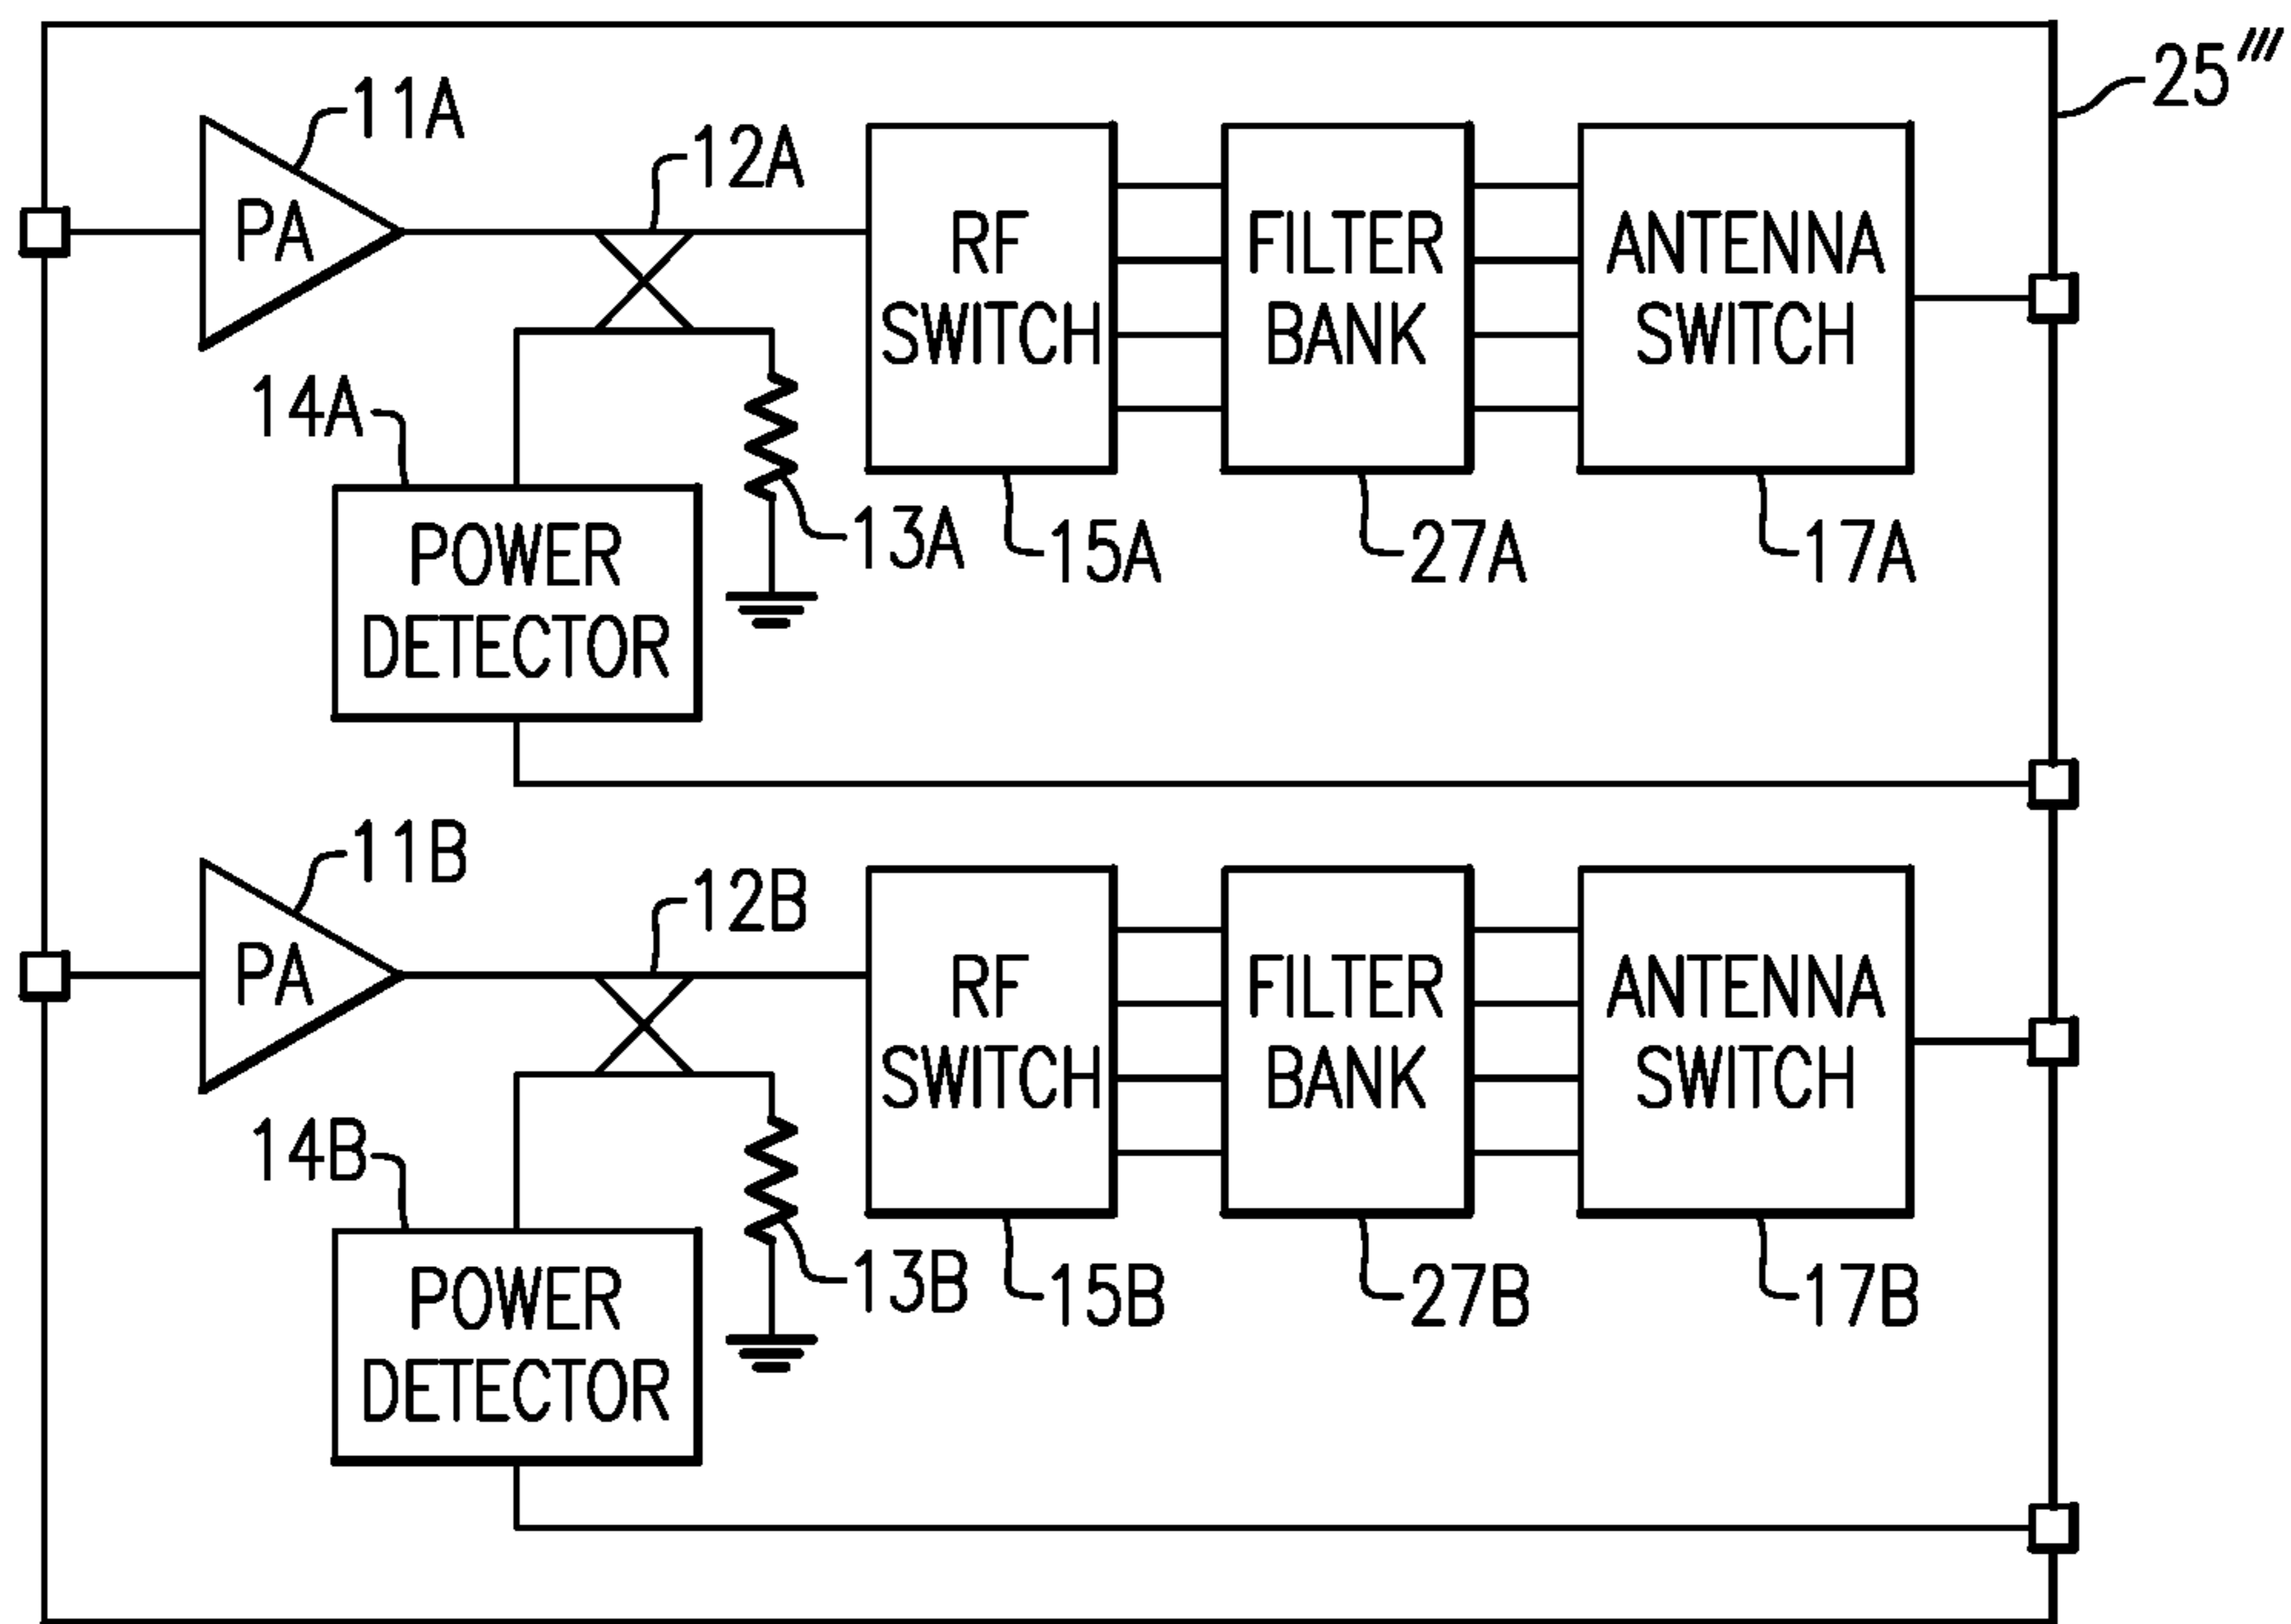 25′′′
11A
12A
PA
RF
SWITCH
FILTER
BANK
ANTENNA
SWITCH
14A
13A
15A
27A
17A
POWER
DETECTOR
11B
12B
PA
RF
SWITCH
FILTER
BANK
ANTENNA
SWITCH
14B
13B
15B
27B
17B
POWER
DETECTOR